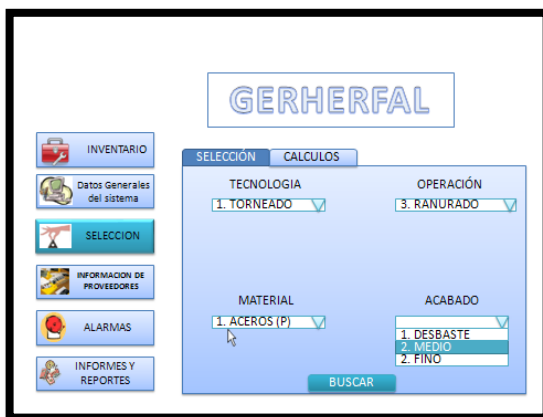 GERHERFAL
INVENTARIO
Datos Generales
del sistema
SELECCION
INFORMACION DE
PROVEEDORES
ALARMAS
INFORMES Y
REPORTES
SELECCIÓN
CALCULOS
TECNOLOGIA
1. TORNEADO
OPERACIÓN
3. RANURADO
MATERIAL
1. ACEROS (P)
ACABADO
1. DESBASTE
2. MEDIO
2. FINO
BUSCAR